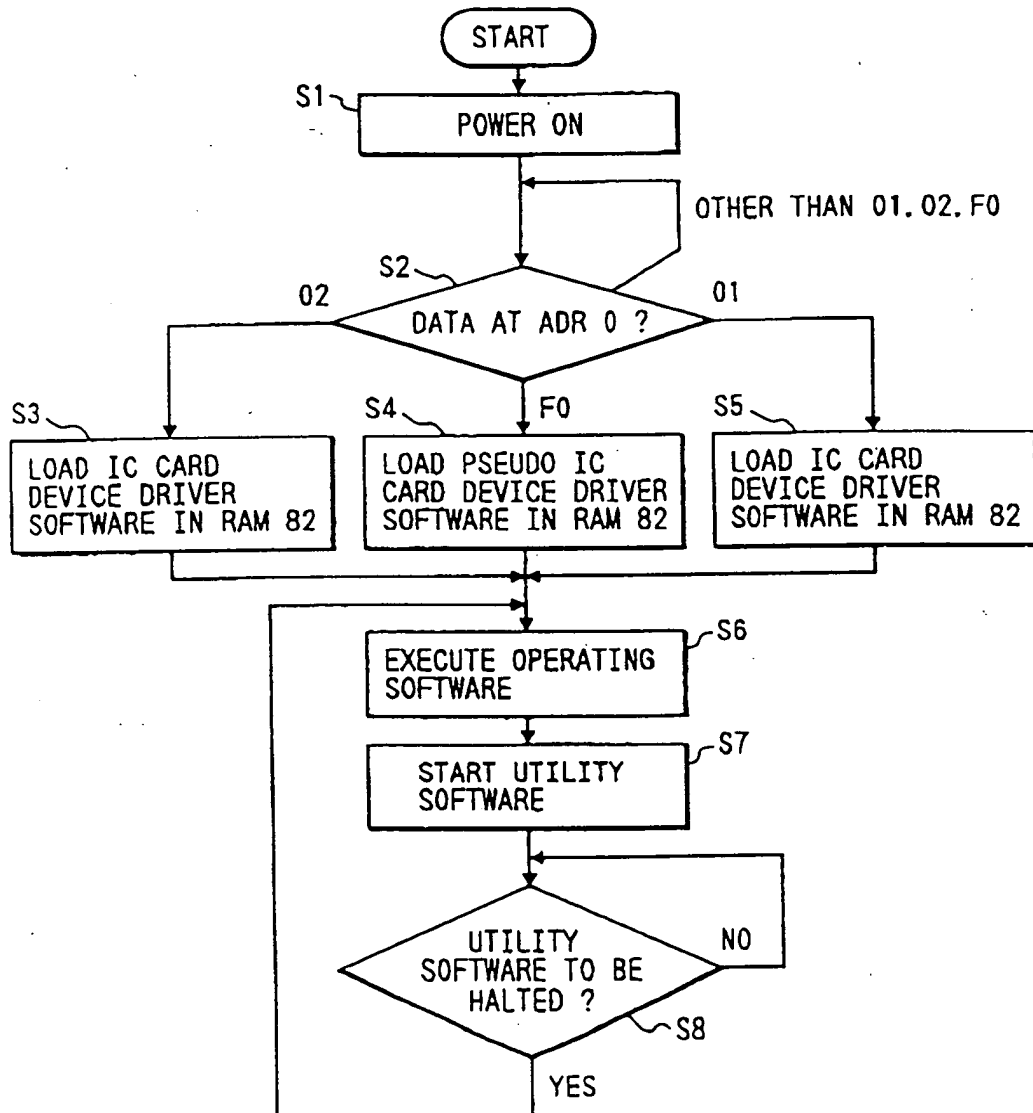 START
S1
POWER ON
OTHER THAN 01.02.F0
S2
02
01
DATA AT ADR 0 ?
S3
S4
F0
S5
LOAD IC CARD
DEVICE DRIVER
SOFTWARE IN RAM 82
LOAD PSEUDO IC
CARD DEVICE DRIVER
SOFTWARE IN RAM 82
LOAD IC CARD
DEVICE DRIVER
SOFTWARE IN RAM 82
S6
EXECUTE OPERATING
SOFTWARE
S7
START UTILITY
SOFTWARE
NO
UTILITY
SOFTWARE TO BE
HALTED ?
S8
YES